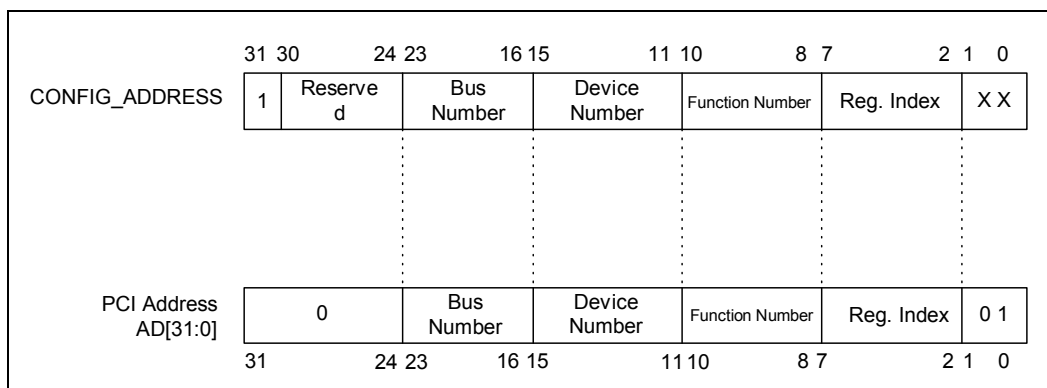 31 30 24 23 16 15 11 10 8 7 2 1 0
CONFIG_ADDRESS 1 Reserve
d Bus
Number Device
Number Function Number Reg. Index X X
PCI Address
AD[31:0] 0 Bus
Number Device
Number Function Number Reg. Index 0 1
31 24 23 16 15 11 10 8 7 2 1 0